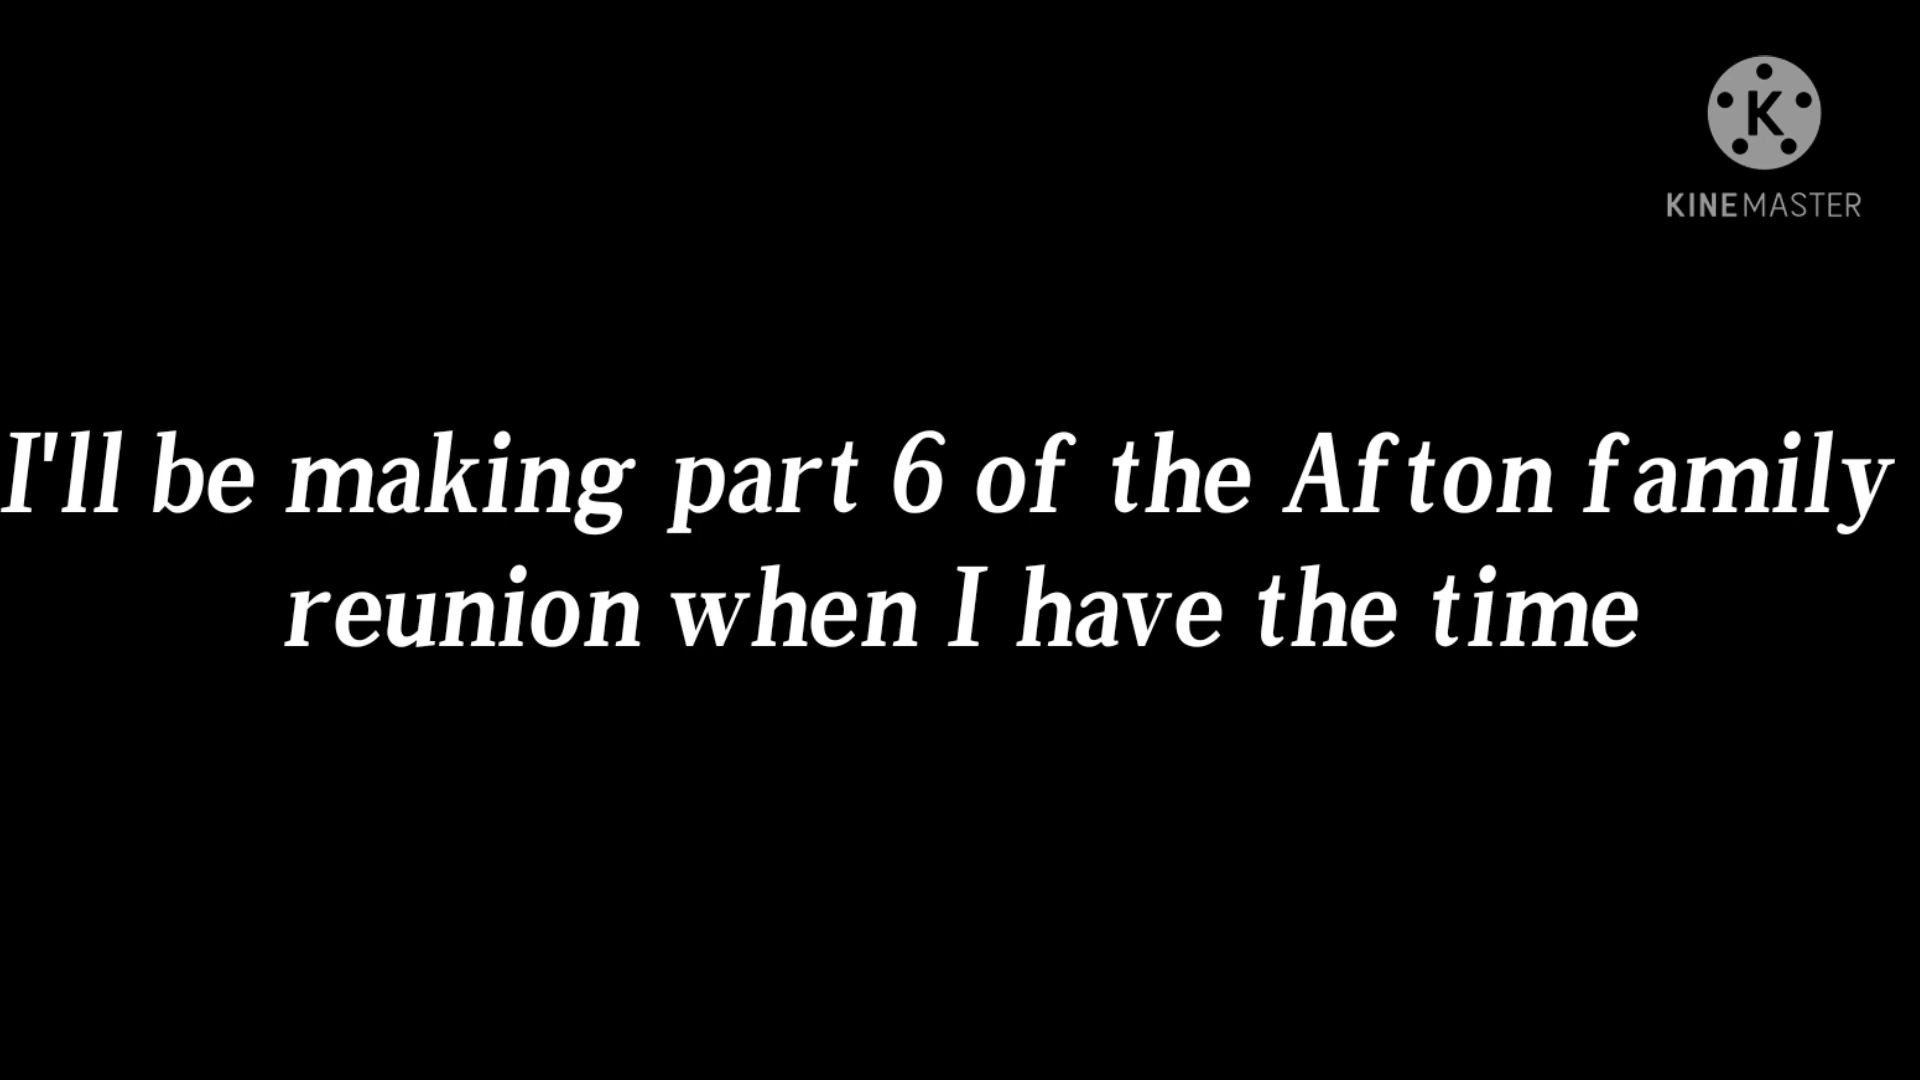 K
KINEMASTER
I'll be making part 6 of the Afton family
reunion when I have the time